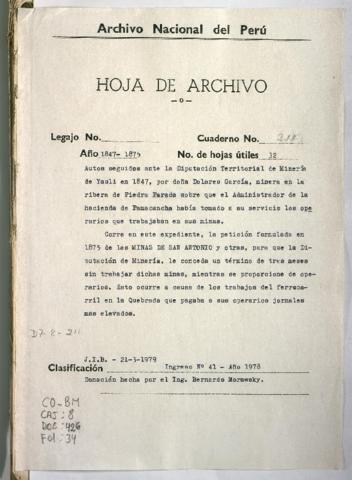 Archivo Nacional del Perú
HOJA DE ARCHIVO
—o—
Legajo No. Cuaderno No.
Año 1847- 1875 No. de hojas útiles 32
Autos seguidos ante la Diputación Territorial de Minería
de Yauli en 1847, por doña Dolores García, minera en la
ribera de Piedra Parada sobre que el Administrador de la
hacienda de Pamacancha había tomado a su servicio los ope
rarios que trabajaban en sus minas.
Corre en este expediente, la petición formulada en
1875 de las MINAS DE SAN ANTONIO y otras, para que la Di-
putación de Minería, le conceda un término de tres meses
sin trabajar dichas minas, mientras se proporcione de ope-
rarios. Esto ocurre a causa de los trabajos del ferroca-
rril en la Quebrada que pagaba a sus operarios jornales
mas elevados.
J.I.B. - 21-3-1979
Clasificación Ingreso Nº 41 - Año 1978
Donación hecha por el Ing. Bernardo Morawsky.
CO-BM
CAJ: 8
DOC: 426
FOl: 34